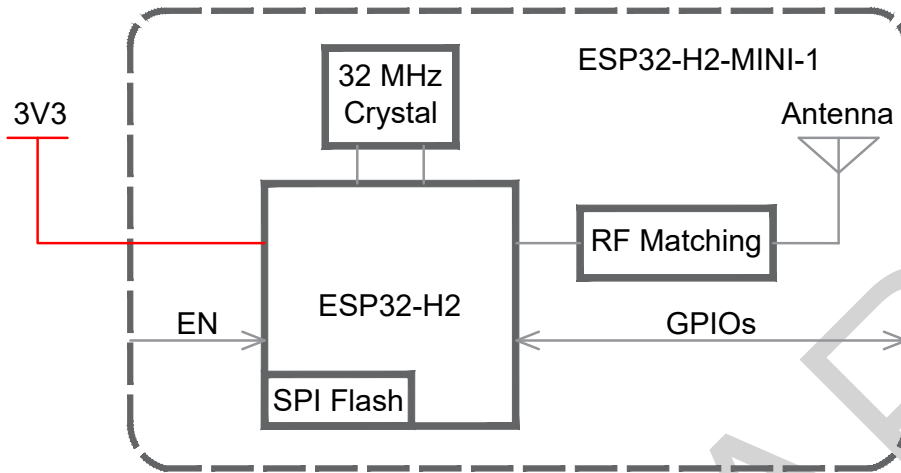 ESP32-H2-MINI-1
32 MHz
Crystal
3V3
Antenna
RF Matching
ESP32-H2
EN
GPIOs
SPI Flash